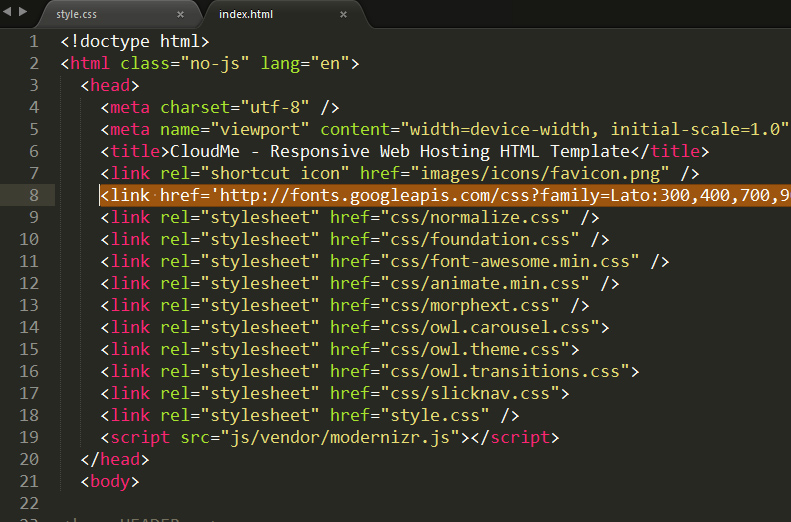 style.css × index.html ×
1 <!doctype html>
2 <html class="no-js" lang="en">
3 <head>
4 <meta charset="utf-8" />
5 <meta name="viewport" content="width=device-width, initial-scale=1.0"
6 <title>CloudMe - Responsive Web Hosting HTML Template</title>
7 <link rel="shortcut icon" href="images/icons/favicon.png" />
8 <link href='http://fonts.googleapis.com/css?family=Lato:300,400,700,9
9 <link rel="stylesheet" href="css/normalize.css" />
10 <link rel="stylesheet" href="css/foundation.css" />
11 <link rel="stylesheet" href="css/font-awesome.min.css" />
12 <link rel="stylesheet" href="css/animate.min.css" />
13 <link rel="stylesheet" href="css/morphext.css" />
14 <link rel="stylesheet" href="css/owl.carousel.css">
15 <link rel="stylesheet" href="css/owl.theme.css">
16 <link rel="stylesheet" href="css/owl.transitions.css">
17 <link rel="stylesheet" href="css/slicknav.css">
18 <link rel="stylesheet" href="style.css" />
19 <script src="js/vendor/modernizr.js"></script>
20 </head>
21 <body>
22